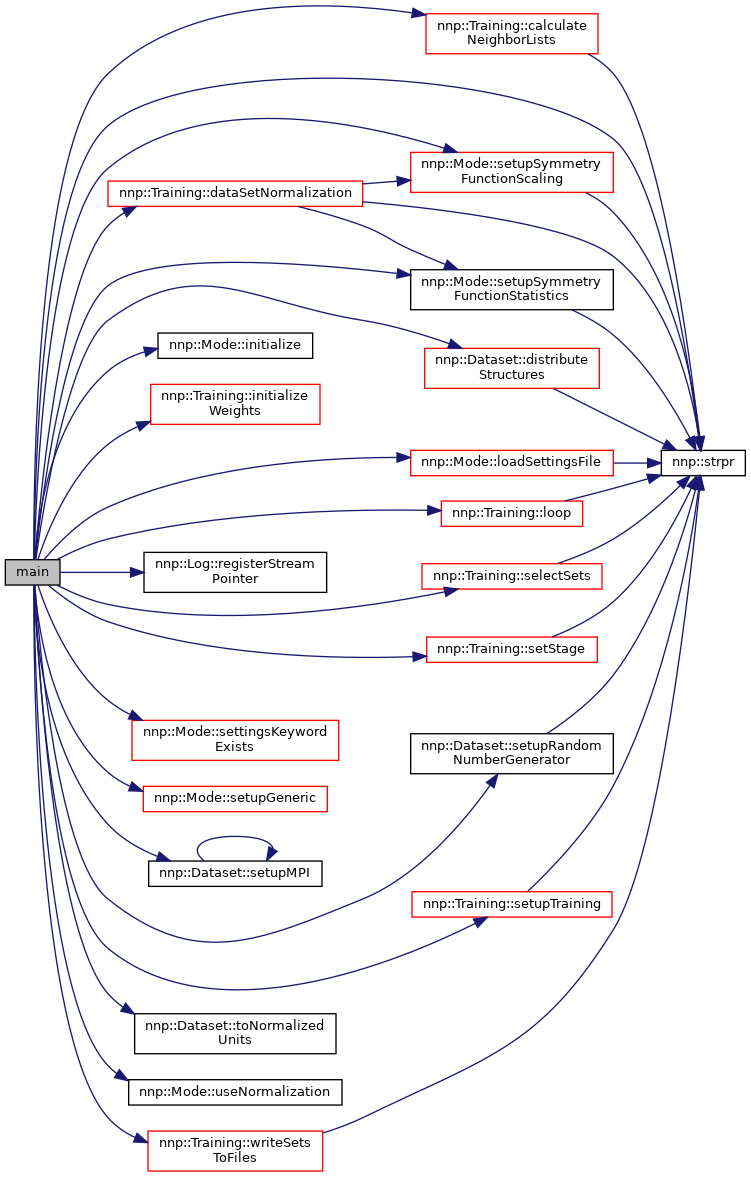 nnp::Training::calculate
NeighborLists
nnp::Mode::setupSymmetry
FunctionScaling
nnp::Training::dataSetNormalization
nnp::Mode::setupSymmetry
FunctionStatistics
nnp::Mode::initialize
nnp::Dataset::distribute
Structures
nnp::Training::initialize
Weights
nnp::Mode::loadSettingsFile
nnp::strpr
nnp::Training::loop
main
nnp::Log::registerStream
Pointer
nnp::Training::selectSets
nnp::Training::setStage
nnp::Mode::settingsKeyword
Exists
nnp::Dataset::setupRandom
NumberGenerator
nnp::Mode::setupGeneric
nnp::Dataset::setupMPI
nnp::Training::setupTraining
nnp::Dataset::toNormalized
Units
nnp::Mode::useNormalization
nnp::Training::writeSets
ToFiles